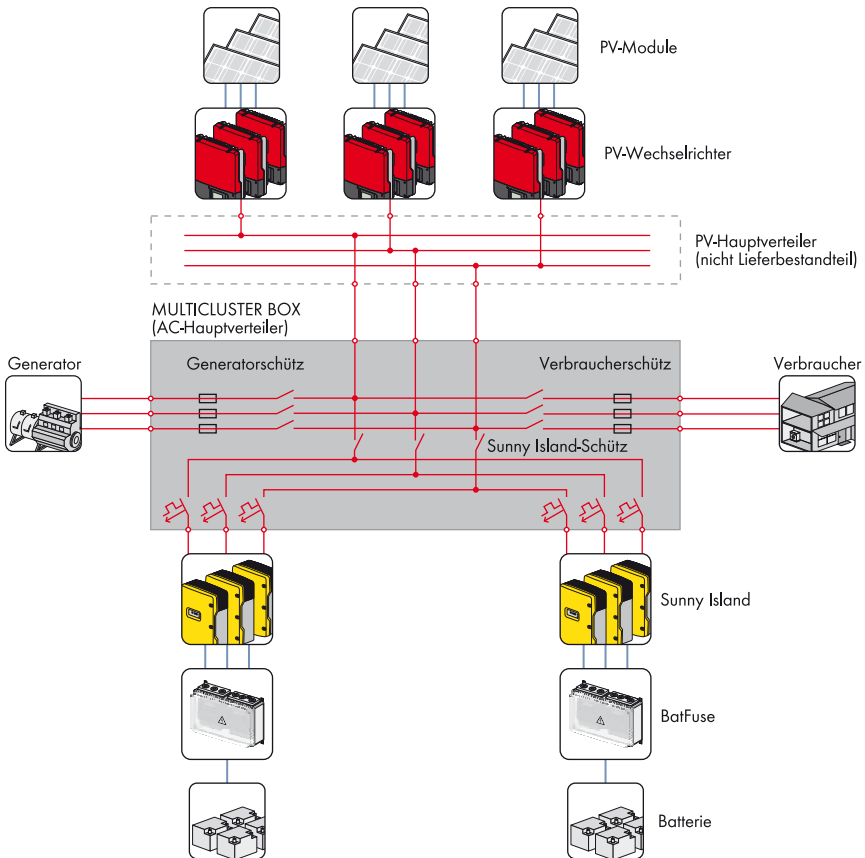 PV-Module
PV-Wechselrichter
PV-Hauptverteiler
(nicht Lieferbestandteil)
MULTICLUSTER BOX
(AC-Hauptverteiler)
Generator
Generatorschütz
Verbraucherschütz
Verbraucher
Sunny Island-Schütz
Sunny Island
BatFuse
Batterie